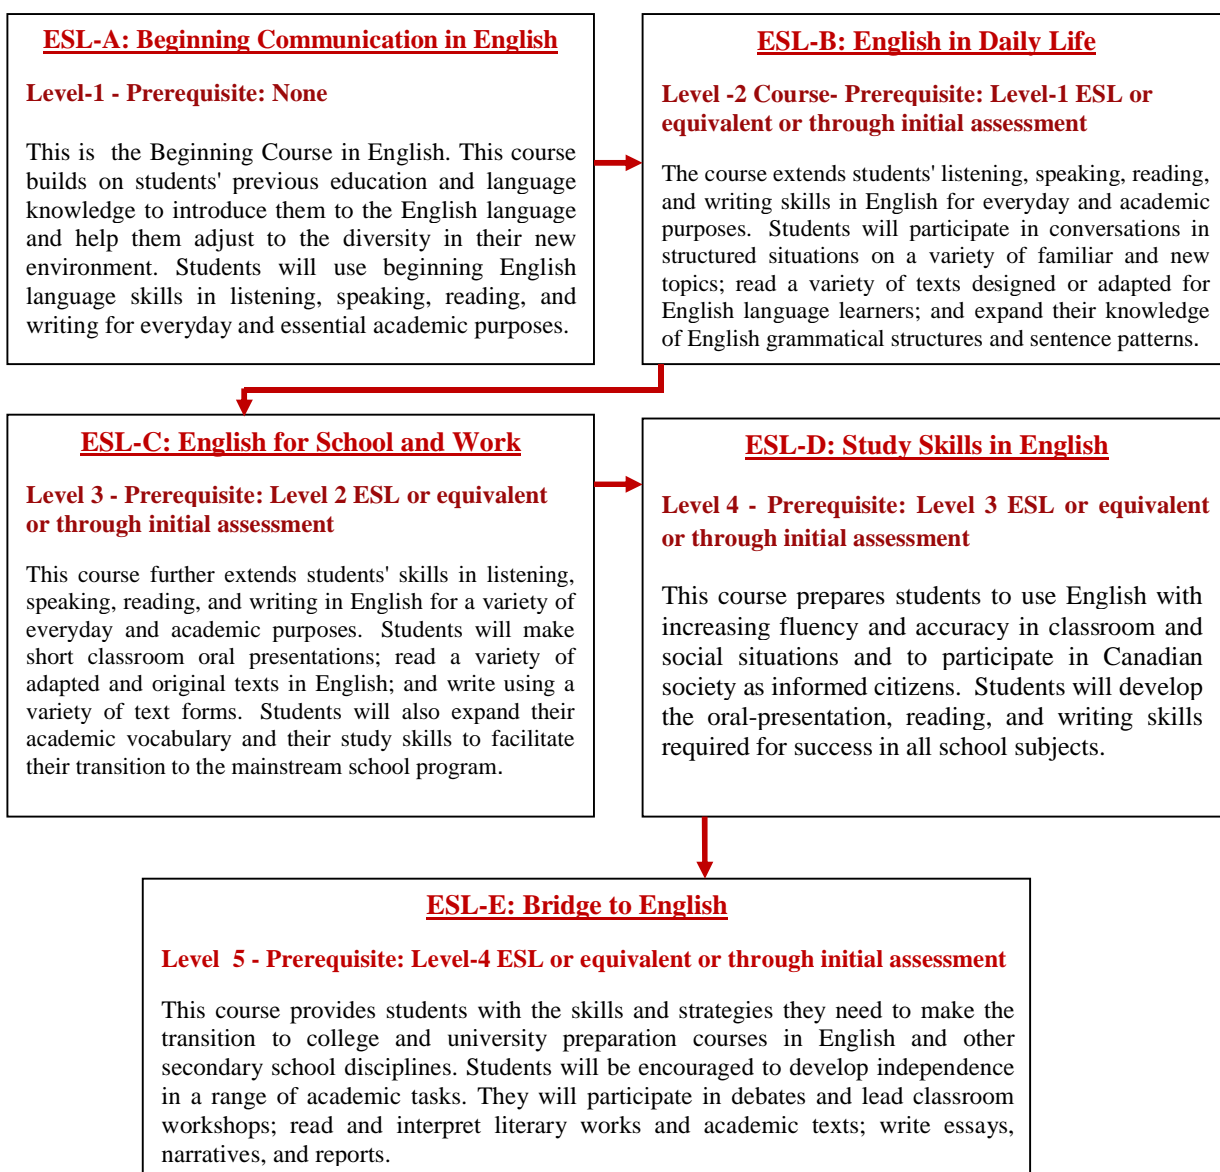 ESL-A: Beginning Communication in English
Level-1 - Prerequisite: None
This is the Beginning Course in English. This course
builds on students' previous education and language
knowledge to introduce them to the English language
and help them adjust to the diversity in their new
environment. Students will use beginning English
language skills in listening, speaking, reading, and
writing for everyday and essential academic purposes.
ESL-B: English in Daily Life
Level -2 Course- Prerequisite: Level-1 ESL or
equivalent or through initial assessment
The course extends students' listening, speaking, reading,
and writing skills in English for everyday and academic
purposes. Students will participate in conversations in
structured situations on a variety of familiar and new
topics; read a variety of texts designed or adapted for
English language learners; and expand their knowledge
of English grammatical structures and sentence patterns.
ESL-C: English for School and Work
Level 3 - Prerequisite: Level 2 ESL or equivalent
or through initial assessment
This course further extends students' skills in listening,
speaking, reading, and writing in English for a variety of
everyday and academic purposes. Students will make
short classroom oral presentations; read a variety of
adapted and original texts in English; and write using a
variety of text forms. Students will also expand their
academic vocabulary and their study skills to facilitate
their transition to the mainstream school program.
ESL-D: Study Skills in English
Level 4 - Prerequisite: Level 3 ESL or equivalent
or through initial assessment
This course prepares students to use English with
increasing fluency and accuracy in classroom and
social situations and to participate in Canadian
society as informed citizens. Students will develop
the oral-presentation, reading, and writing skills
required for success in all school subjects.
ESL-E: Bridge to English
Level 5 - Prerequisite: Level-4 ESL or equivalent or through initial assessment
This course provides students with the skills and strategies they need to make the
transition to college and university preparation courses in English and other
secondary school disciplines. Students will be encouraged to develop independence
in a range of academic tasks. They will participate in debates and lead classroom
workshops; read and interpret literary works and academic texts; write essays,
narratives, and reports.